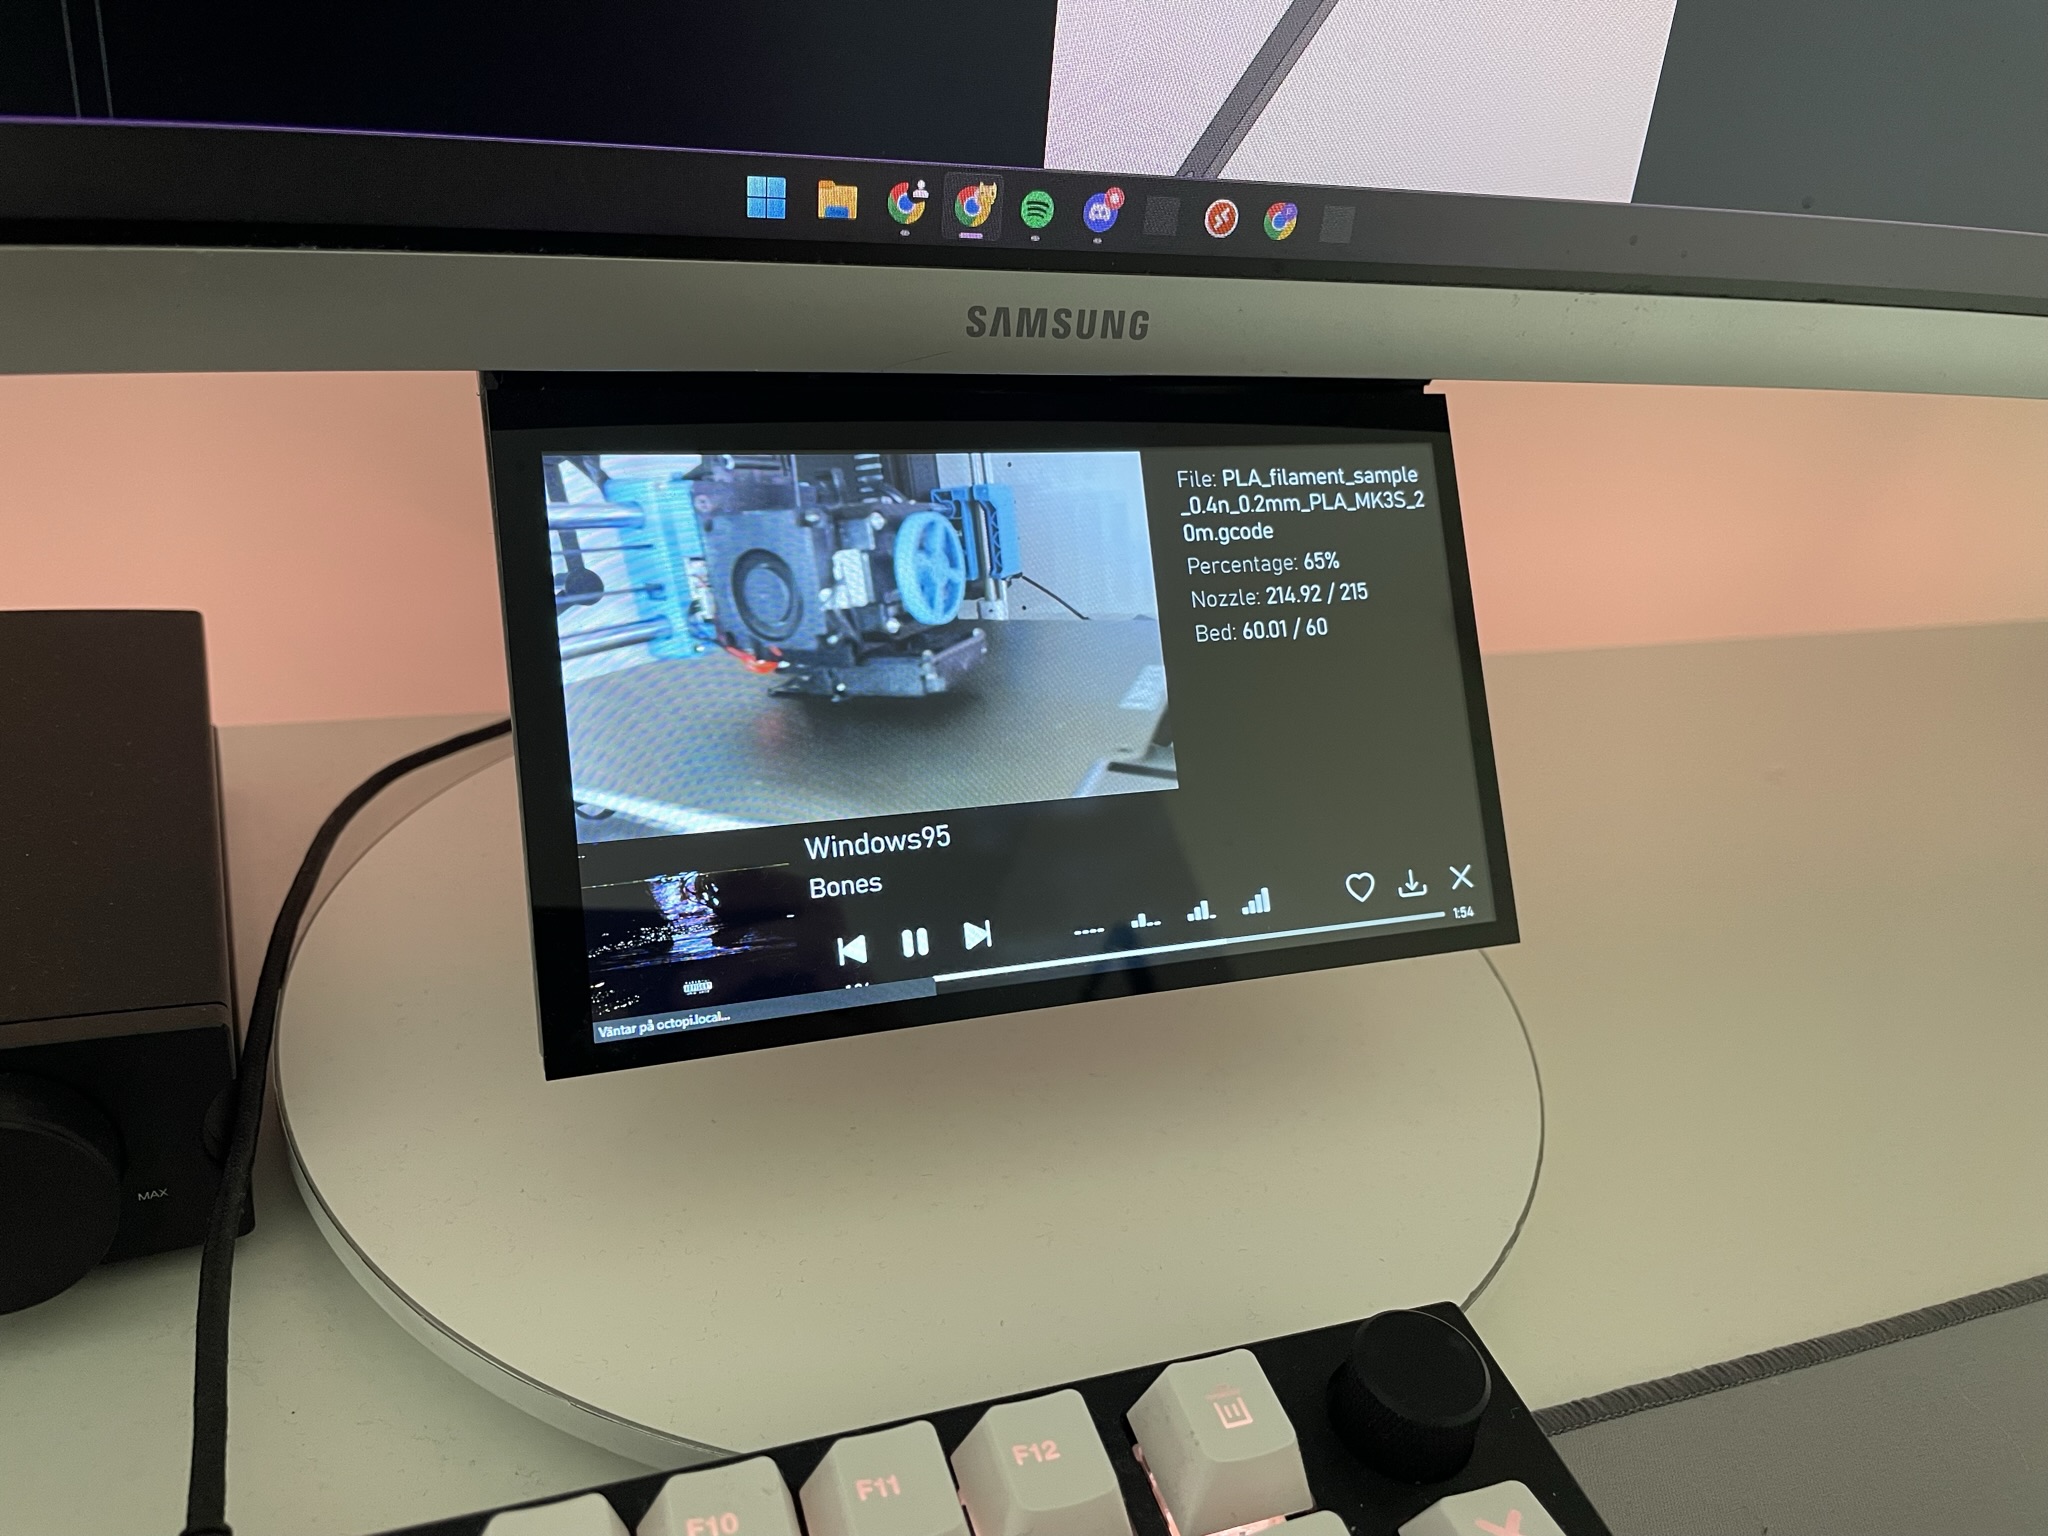 SAMSUNG
File: PLA_filament_sample
_0.4n_0.2mm_PLA_MK3S_2
0m.gcode
Percentage: 65%
Nozzle: 214.92 / 215
Bed: 60.01 / 60
Windows95
Bones
1:54
Väntar på octopi.local...
MAX
F10
F11
F12